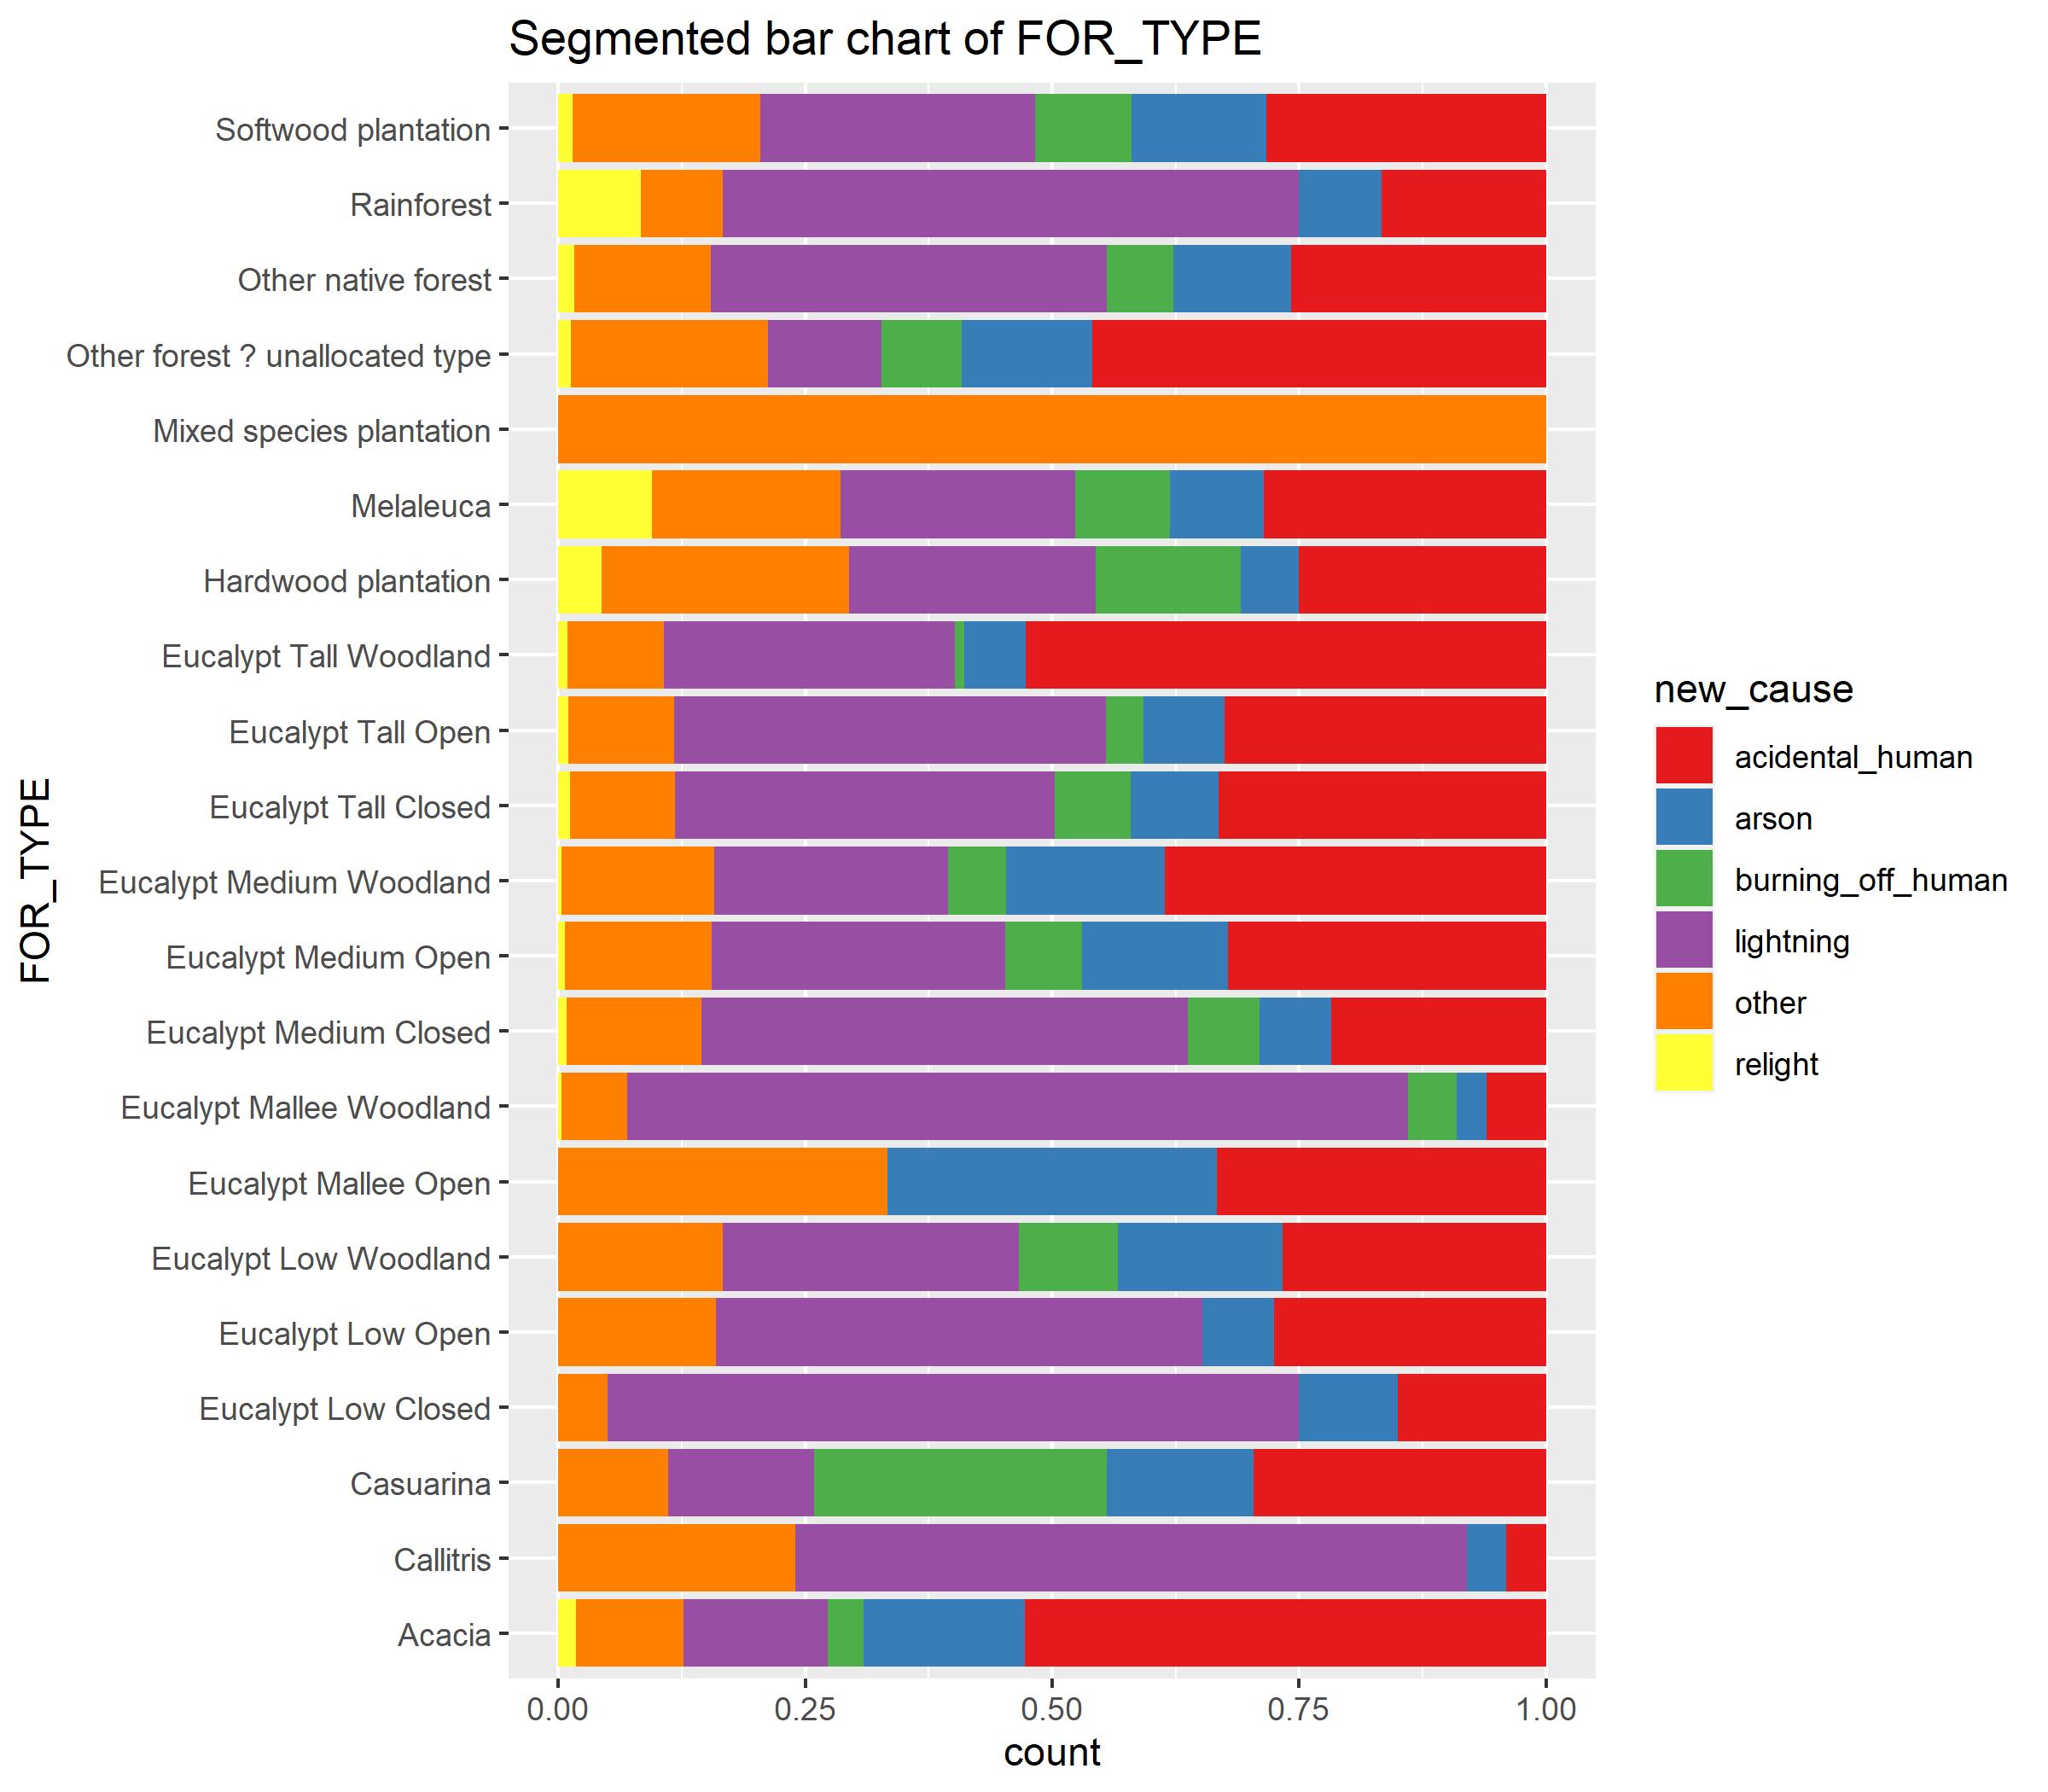 Segmented bar chart of FOR_TYPE
FOR_TYPE
Softwood plantation
Rainforest
Other native forest
Other forest ? unallocated type
Mixed species plantation
Melaleuca
Hardwood plantation
Eucalypt Tall Woodland
Eucalypt Tall Open
Eucalypt Tall Closed
Eucalypt Medium Woodland
Eucalypt Medium Open
Eucalypt Medium Closed
Eucalypt Mallee Woodland
Eucalypt Mallee Open
Eucalypt Low Woodland
Eucalypt Low Open
Eucalypt Low Closed
Casuarina
Callitris
Acacia
0.00 0.25 0.50 0.75 1.00
count
new_cause
acidental_human
arson
burning_off_human
lightning
other
relight